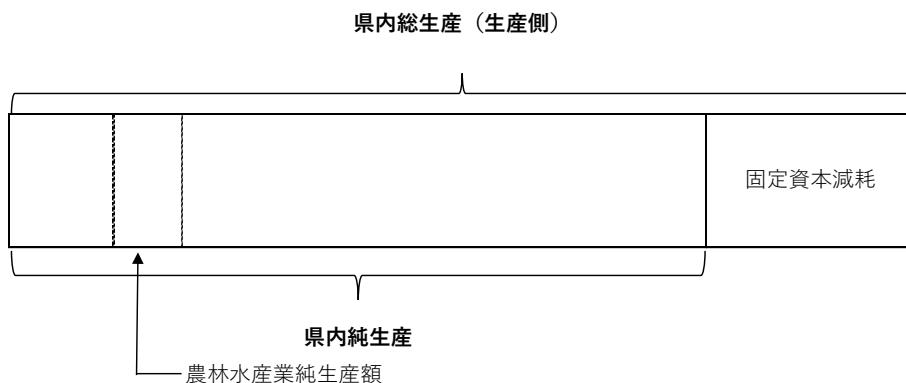 県内総生産（生産側）
固定資本減耗
県内純生産
農林水産業純生産額